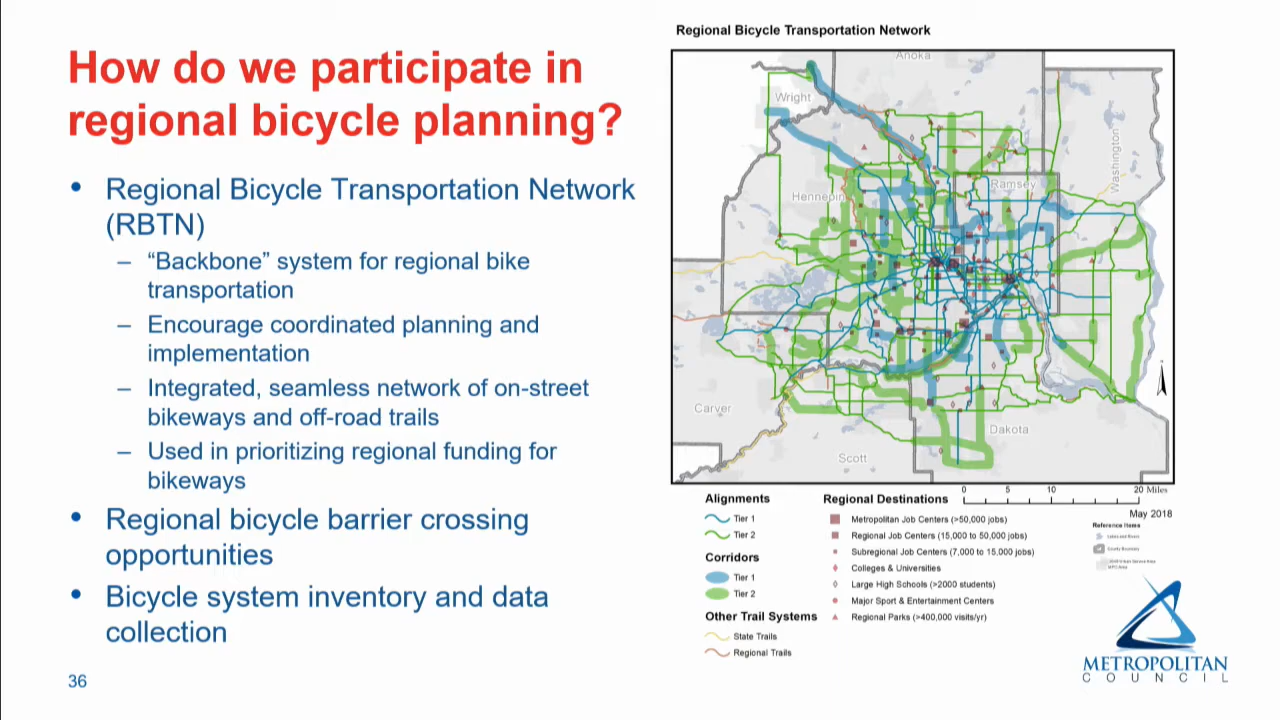 How do we participate in
regional bicycle planning?
• Regional Bicycle Transportation Network
(RBTN)
– “Backbone” system for regional bike
transportation
– Encourage coordinated planning and
implementation
– Integrated, seamless network of on-street
bikeways and off-road trails
– Used in prioritizing regional funding for
bikeways
• Regional bicycle barrier crossing
opportunities
• Bicycle system inventory and data
collection
36
Regional Bicycle Transportation Network
Anoka
Wright
Washington
Ramsey
Hennepin
Carver
Dakota
Scott
0 5 10 20 Miles
May 2018
Alignments
Tier 1
Tier 2
Corridors
Tier 1
Tier 2
Other Trail Systems
State Trails
Regional Trails
Regional Destinations
Metropolitan Job Centers (>50,000 jobs)
Regional Job Centers (15,000 to 50,000 jobs)
Subregional Job Centers (7,000 to 15,000 jobs)
Colleges & Universities
Large High Schools (>2000 students)
Major Sport & Entertainment Centers
Regional Parks (>400,000 visits/yr)
Reference Items
Lakes and Rivers
County Boundary
METROPOLITAN
COUNCIL